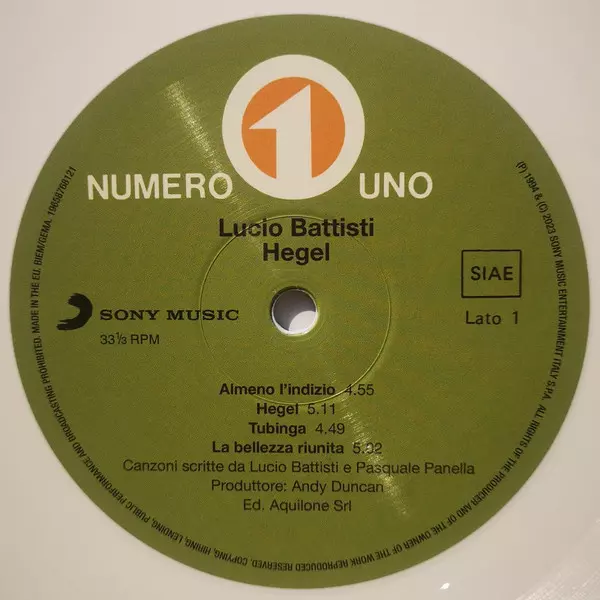 1
NUMERO UNO
Lucio Battisti
Hegel
SIAE
SONY MUSIC
Lato 1
33⅓ RPM
Almeno l'indizio 4.55
Hegel 5.11
Tubinga 4.49
La bellezza riunita 5.02
Canzoni scritte da Lucio Battisti e Pasquale Panella
Produttore: Andy Duncan
Ed. Aquilone Srl
(P) 1994 & (C) 2023 SONY MUSIC ENTERTAINMENT ITALY S.P.A. ALL RIGHTS OF THE PRODUCER AND OF THE OWNER OF THE WORK REPRODUCED RESERVED. COPYING, HIRING, LENDING, PUBLIC PERFORMANCE AND BROADCASTING PROHIBITED. MADE IN THE EU. BIEM/GEMA. 19658768121